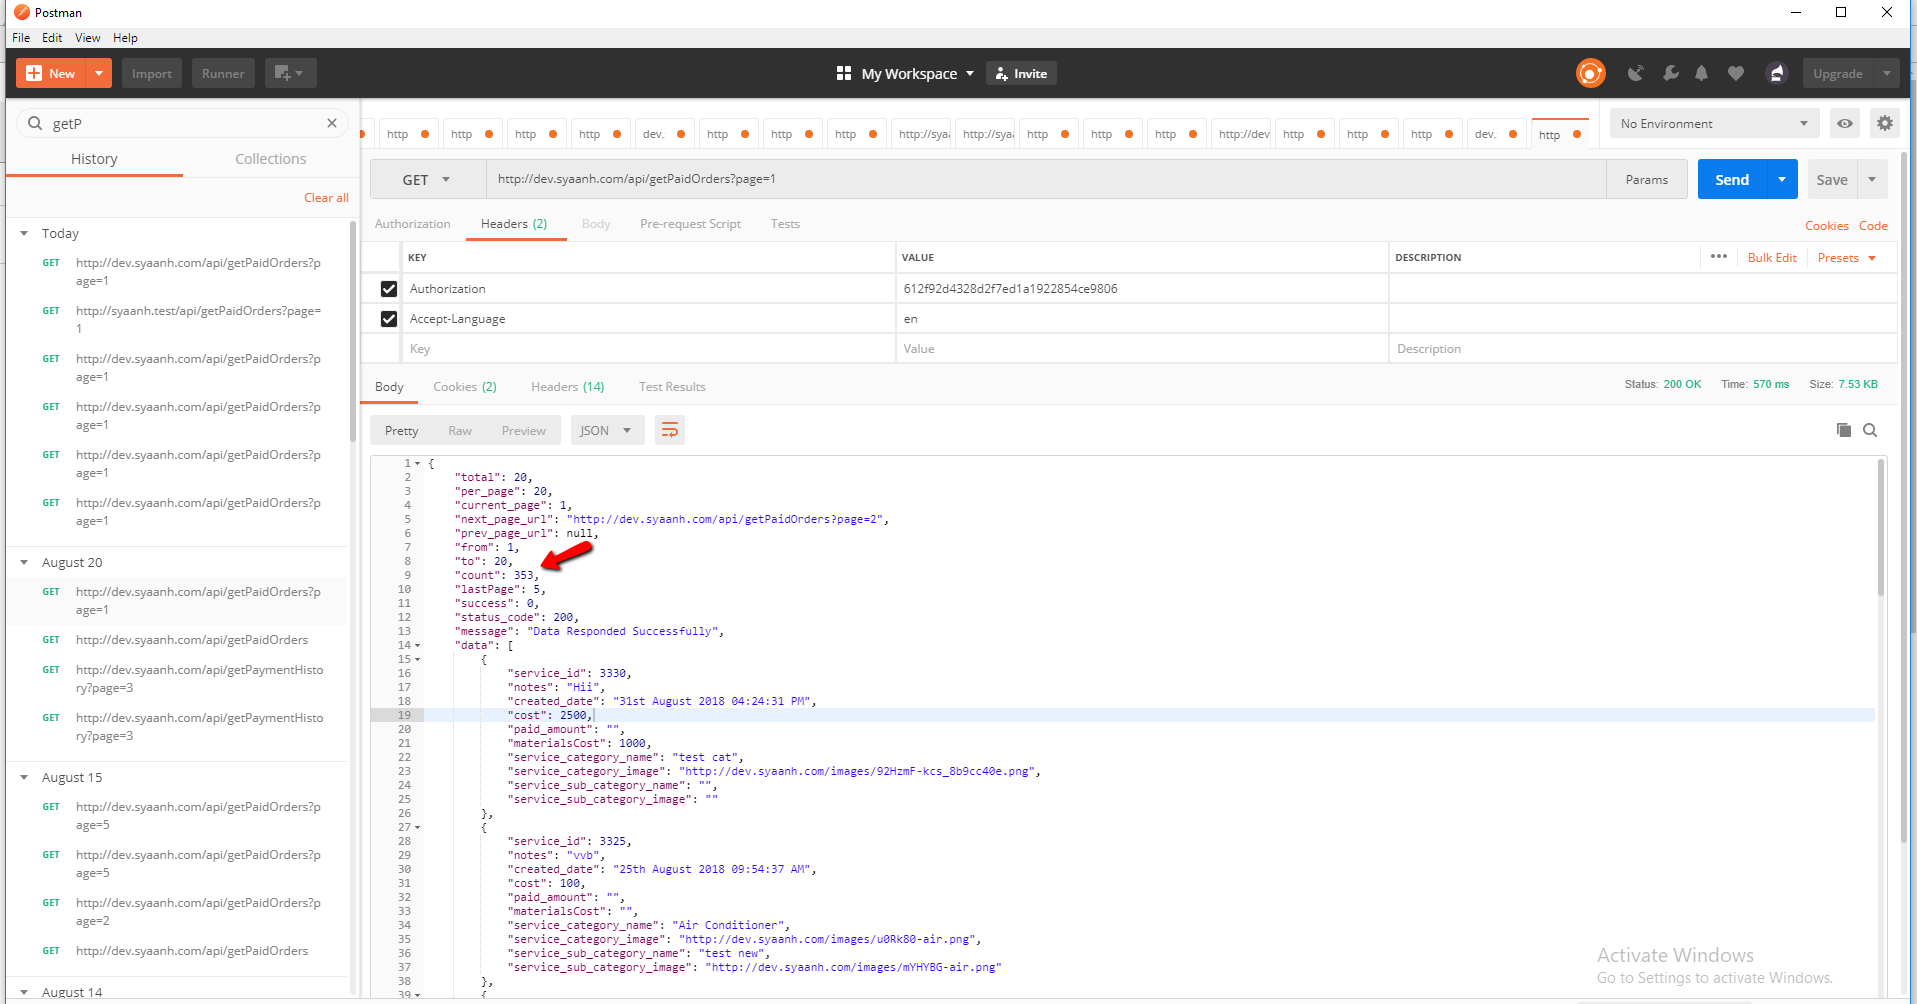 Postman
File Edit View Help
New Import Runner My Workspace Invite Upgrade
getP
History Collections
Clear all
Today
GET http://dev.syaanh.com/api/getPaidOrders?p
age=1
GET http://syaanh.test/api/getPaidOrders?page=
1
GET http://dev.syaanh.com/api/getPaidOrders?p
age=1
GET http://dev.syaanh.com/api/getPaidOrders?p
age=1
GET http://dev.syaanh.com/api/getPaidOrders?p
age=1
GET http://dev.syaanh.com/api/getPaidOrders?p
age=1
August 20
GET http://dev.syaanh.com/api/getPaidOrders?p
age=1
GET http://dev.syaanh.com/api/getPaidOrders
GET http://dev.syaanh.com/api/getPaymentHisto
ry?page=3
GET http://dev.syaanh.com/api/getPaymentHisto
ry?page=3
August 15
GET http://dev.syaanh.com/api/getPaidOrders?p
age=5
GET http://dev.syaanh.com/api/getPaidOrders?p
age=5
GET http://dev.syaanh.com/api/getPaidOrders?p
age=2
GET http://dev.syaanh.com/api/getPaidOrders
August 14
http http http http dev. http http http http://syaa http://syaa http http http http://dev http http http dev. http
No Environment
GET http://dev.syaanh.com/api/getPaidOrders?page=1 Params Send Save
Authorization Headers (2) Body Pre-request Script Tests Cookies Code
KEY VALUE DESCRIPTION ••• Bulk Edit Presets
Authorization 612f92d4328d2f7ed1a1922854ce9806
Accept-Language en
Key Value Description
Body Cookies (2) Headers (14) Test Results Status: 200 OK Time: 570 ms Size: 7.53 KB
Pretty Raw Preview JSON
1 {
2 "total": 20,
3 "per_page": 20,
4 "current_page": 1,
5 "next_page_url": "http://dev.syaanh.com/api/getPaidOrders?page=2",
6 "prev_page_url": null,
7 "from": 1,
8 "to": 20,
9 "count": 353,
10 "lastPage": 5,
11 "success": 0,
12 "status_code": 200,
13 "message": "Data Responded Successfully",
14 "data": [
15 {
16 "service_id": 3330,
17 "notes": "Hii",
18 "created_date": "31st August 2018 04:24:31 PM",
19 "cost": 2500,
20 "paid_amount": "",
21 "materialsCost": 1000,
22 "service_category_name": "test cat",
23 "service_category_image": "http://dev.syaanh.com/images/92HzmF-kcs_8b9cc40e.png",
24 "service_sub_category_name": "",
25 "service_sub_category_image": ""
26 },
27 {
28 "service_id": 3325,
29 "notes": "vvb",
30 "created_date": "25th August 2018 09:54:37 AM",
31 "cost": 100,
32 "paid_amount": "",
33 "materialsCost": "",
34 "service_category_name": "Air Conditioner",
35 "service_category_image": "http://dev.syaanh.com/images/u0Rk80-air.png",
36 "service_sub_category_name": "test new",
37 "service_sub_category_image": "http://dev.syaanh.com/images/mYHYBG-air.png"
38 },
39 {
Activate Windows
Go to Settings to activate Windows.